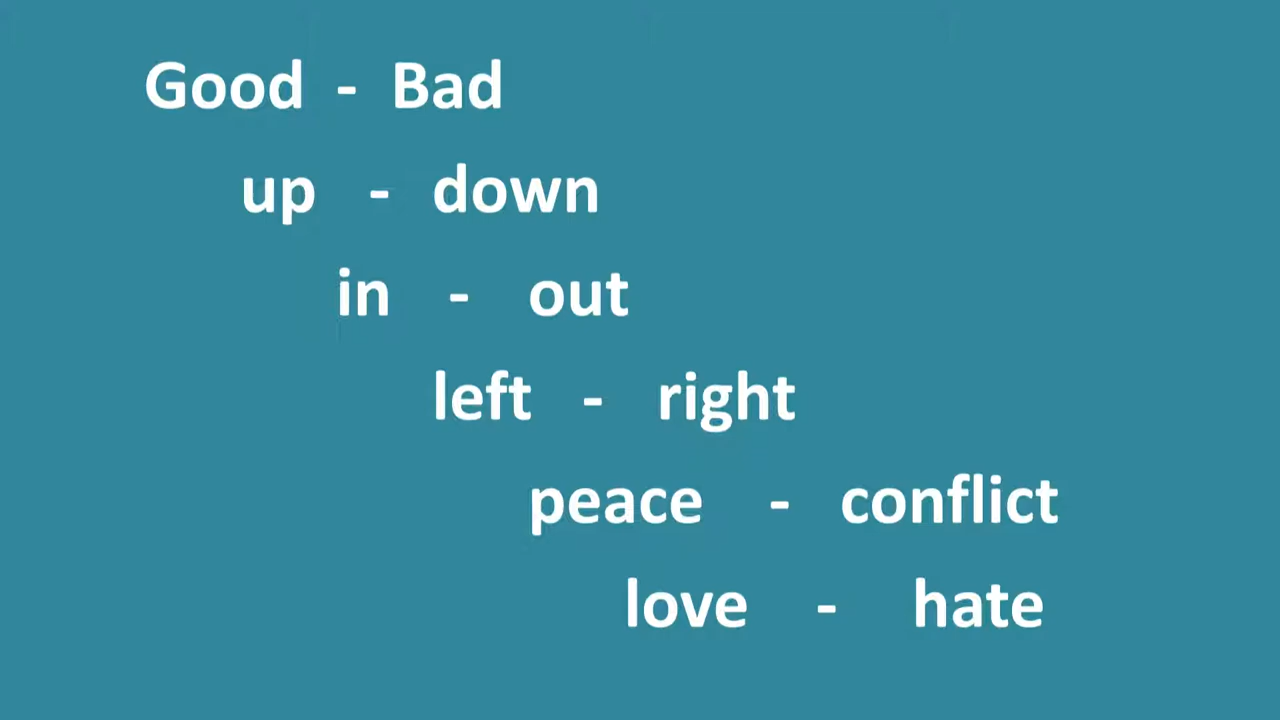 Good - Bad
up - down
in - out
left - right
peace - conflict
love - hate